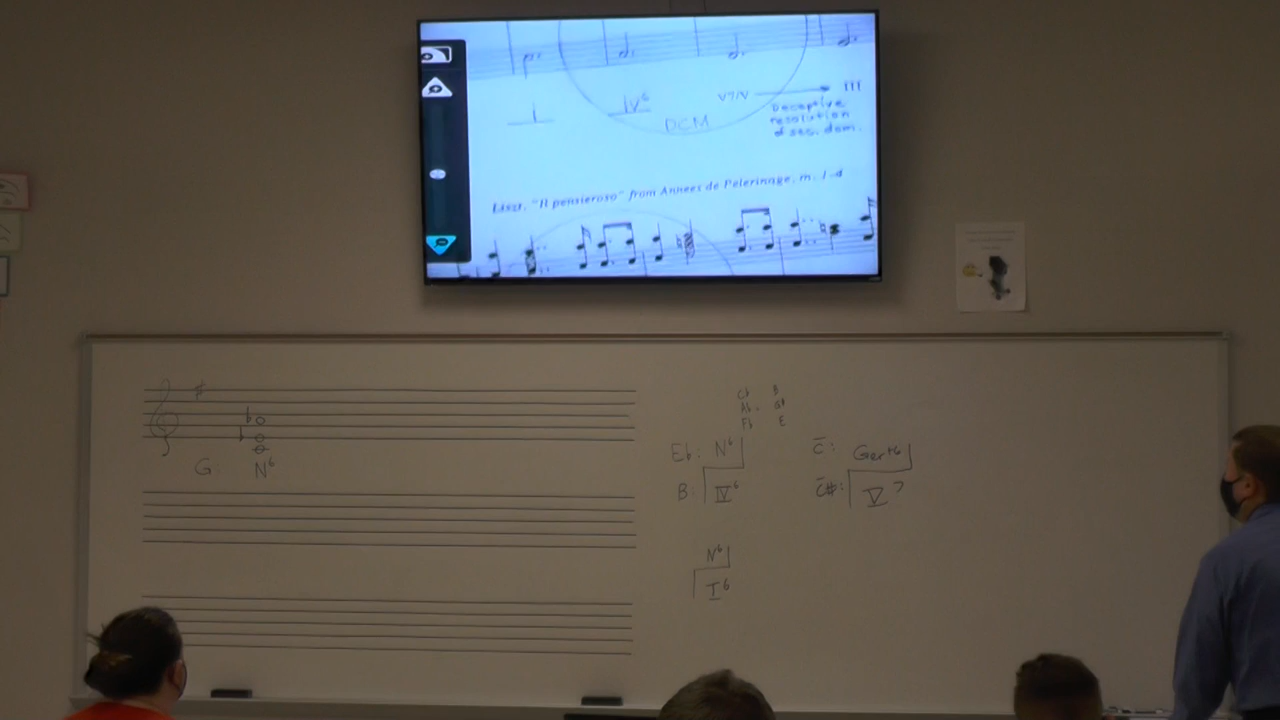 I
IV⁶
V7/V
III
DCM
Deceptive
resolution
of sec. dom.
Liszt, "Il pensieroso" from Annees de Pelerinage, m. 1-4
C♭ B
A♭ G#
F♭ E
G: N⁶
E♭: N⁶
B: IV⁶
c̄: Ger⁺⁶
c̄#: V⁷
N⁶
I⁶